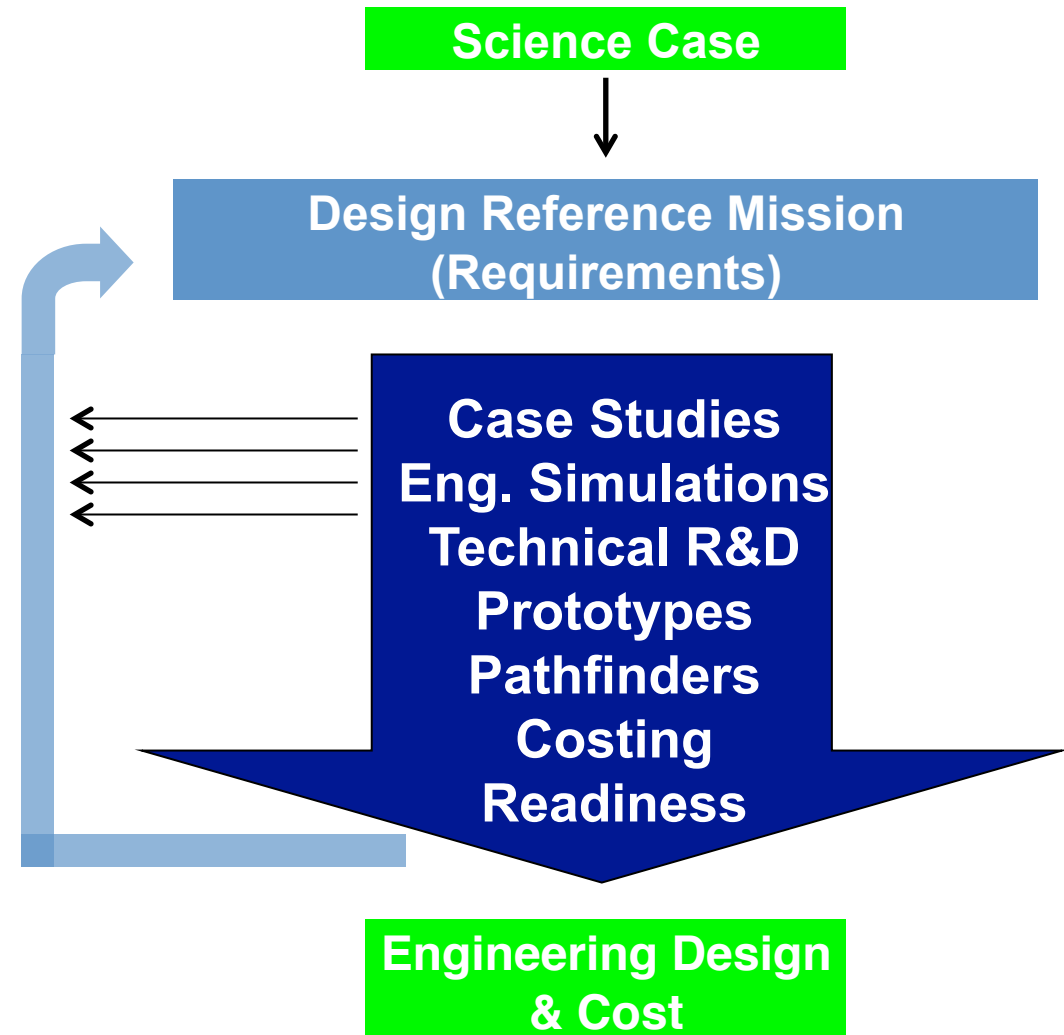 Science Case
Design Reference Mission
(Requirements)
Case Studies
Eng. Simulations
Technical R&D
Prototypes
Pathfinders
Costing
Readiness
Engineering Design
& Cost